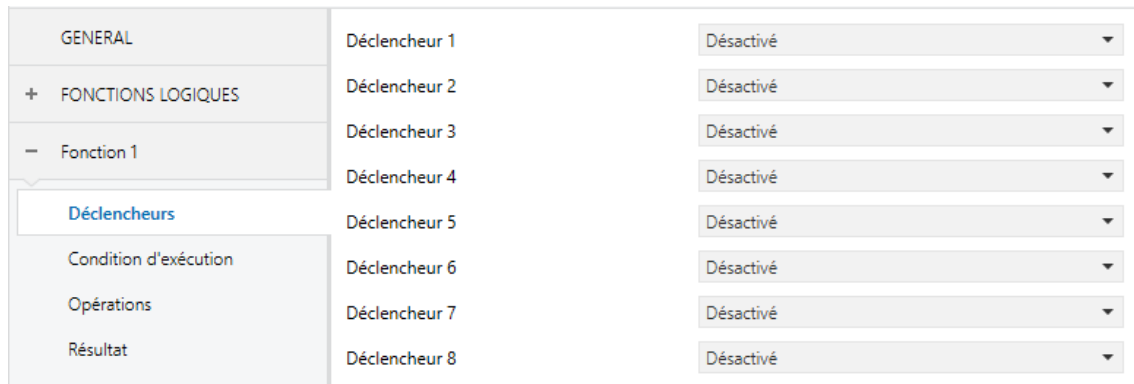 GENERAL
+ FONCTIONS LOGIQUES
− Fonction 1
Déclencheurs
Condition d'exécution
Opérations
Résultat
Déclencheur 1 Désactivé
Déclencheur 2 Désactivé
Déclencheur 3 Désactivé
Déclencheur 4 Désactivé
Déclencheur 5 Désactivé
Déclencheur 6 Désactivé
Déclencheur 7 Désactivé
Déclencheur 8 Désactivé